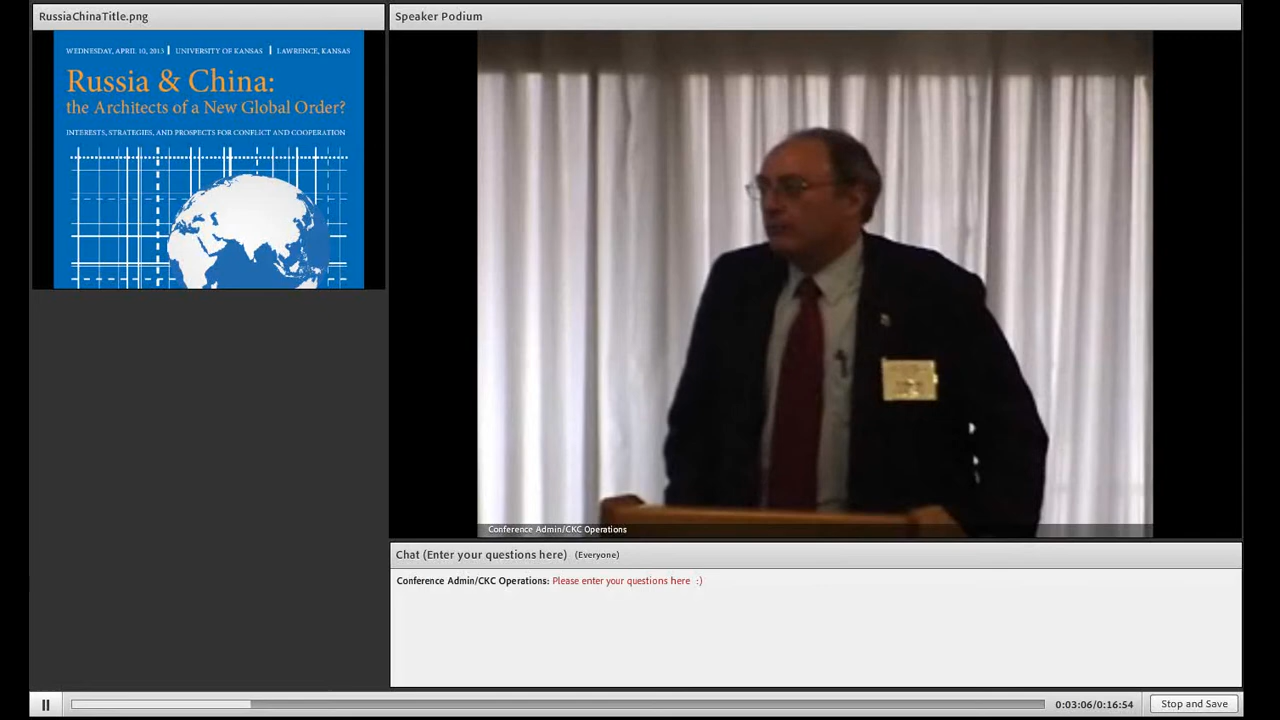 RussiaChinaTitle.png
WEDNESDAY, APRIL 10, 2013 | UNIVERSITY OF KANSAS | LAWRENCE, KANSAS
Russia & China:
the Architects of a New Global Order?
INTERESTS, STRATEGIES, AND PROSPECTS FOR CONFLICT AND COOPERATION
Speaker Podium
Conference Admin/CKC Operations
Chat (Enter your questions here) (Everyone)
Conference Admin/CKC Operations: Please enter your questions here :)
0:03:06/0:16:54
Stop and Save